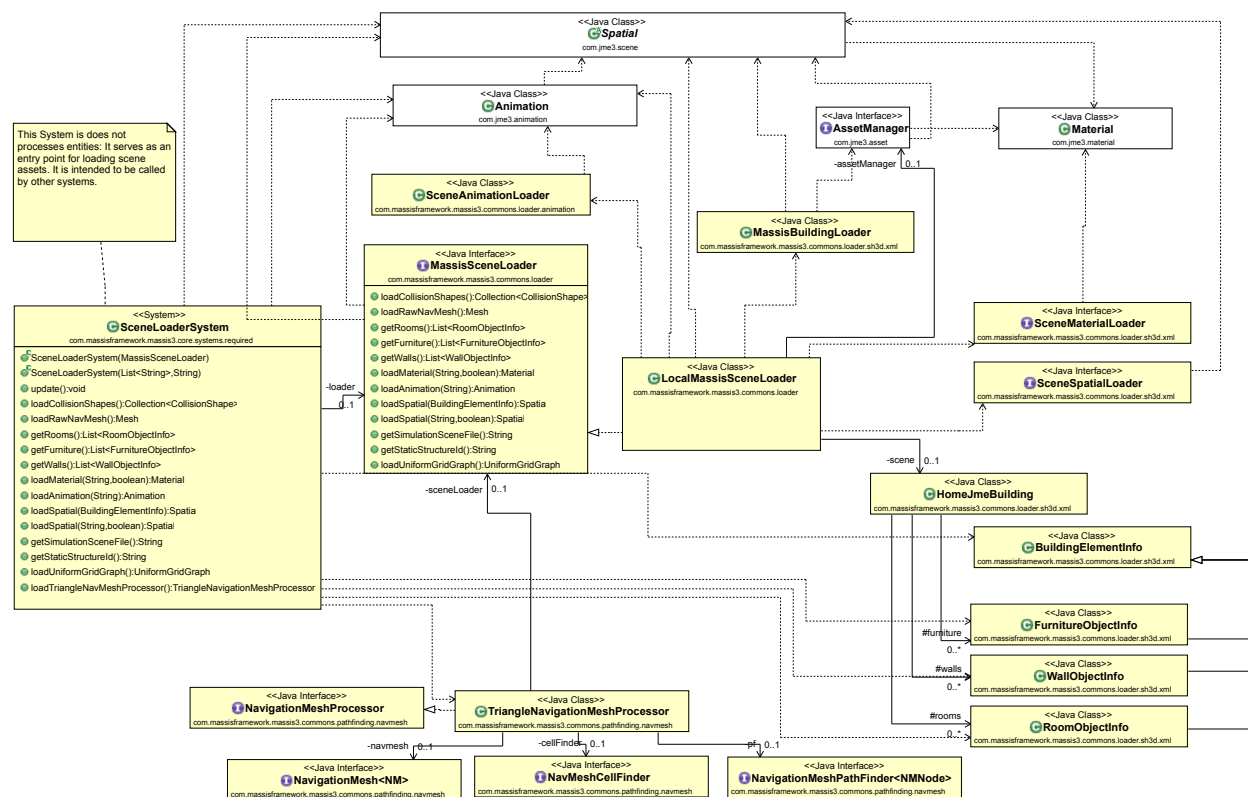 <<Java Class>>
Spatial
com.jme3.scene
<<Java Class>>
Animation
com.jme3.animation
<<Java Interface>>
AssetManager
com.jme3.asset
<<Java Class>>
Material
com.jme3.material
This System is does not
processes entities: It serves as an
entry point for loading scene
assets. It is intended to be called
by other systems.
-assetManager
0..1
<<Java Class>>
SceneAnimationLoader
com.massisframework.massis3.commons.loader.animation
<<Java Class>>
MassisBuildingLoader
com.massisframework.massis3.commons.loader.sh3d.xml
<<Java Interface>>
MassisSceneLoader
com.massisframework.massis3.commons.loader
loadCollisionShapes():Collection<CollisionShape>
loadRawNavMesh():Mesh
getRooms():List<RoomObjectInfo>
getFurniture():List<FurnitureObjectInfo>
getWalls():List<WallObjectInfo>
loadMaterial(String,boolean):Material
loadAnimation(String):Animation
loadSpatial(BuildingElementInfo):Spatia
loadSpatial(String,boolean):Spatial
getSimulationSceneFile():String
getStaticStructureId():String
loadUniformGridGraph():UniformGridGraph
<<System>>
SceneLoaderSystem
com.massisframework.massis3.core.systems.required
SceneLoaderSystem(MassisSceneLoader)
SceneLoaderSystem(List<String>,String)
update():void
loadCollisionShapes():Collection<CollisionShape>
loadRawNavMesh():Mesh
getRooms():List<RoomObjectInfo>
getFurniture():List<FurnitureObjectInfo>
getWalls():List<WallObjectInfo>
loadMaterial(String,boolean):Material
loadAnimation(String):Animation
loadSpatial(BuildingElementInfo):Spatia
loadSpatial(String,boolean):Spatial
getSimulationSceneFile():String
getStaticStructureId():String
loadUniformGridGraph():UniformGridGraph
loadTriangleNavMeshProcessor():TriangleNavigationMeshProcessor
-loader
0..1
<<Java Class>>
LocalMassisSceneLoader
com.massisframework.massis3.commons.loader
<<Java Class>>
SceneMaterialLoader
com.massisframework.massis3.commons.loader.sh3d.xml
<<Java Class>>
SceneSpatialLoader
com.massisframework.massis3.commons.loader.sh3d.xml
-scene
0..1
<<Java Class>>
HomeJmeBuilding
com.massisframework.massis3.commons.loader.sh3d.xml
-sceneLoader
0..1
<<Java Class>>
BuildingElementInfo
com.massisframework.massis3.commons.loader.sh3d.xml
#furniture
0..*
<<Java Class>>
FurnitureObjectInfo
com.massisframework.massis3.commons.loader.sh3d.xml
#walls
0..*
<<Java Class>>
WallObjectInfo
com.massisframework.massis3.commons.loader.sh3d.xml
#rooms
0..*
<<Java Class>>
RoomObjectInfo
com.massisframework.massis3.commons.loader.sh3d.xml
<<Java Interface>>
NavigationMeshProcessor
com.massisframework.massis3.commons.pathfinding.navmesh
<<Java Class>>
TriangleNavigationMeshProcessor
com.massisframework.massis3.commons.pathfinding.navmesh
-navmesh
0..1
-cellFinder
0..1
-pf
0..1
<<Java Interface>>
NavigationMesh<NM>
com.massisframework.massis3.commons.pathfinding.navmesh
<<Java Interface>>
NavMeshCellFinder
com.massisframework.massis3.commons.pathfinding.navmesh
<<Java Interface>>
NavigationMeshPathFinder<NMNode>
com.massisframework.massis3.commons.pathfinding.navmesh